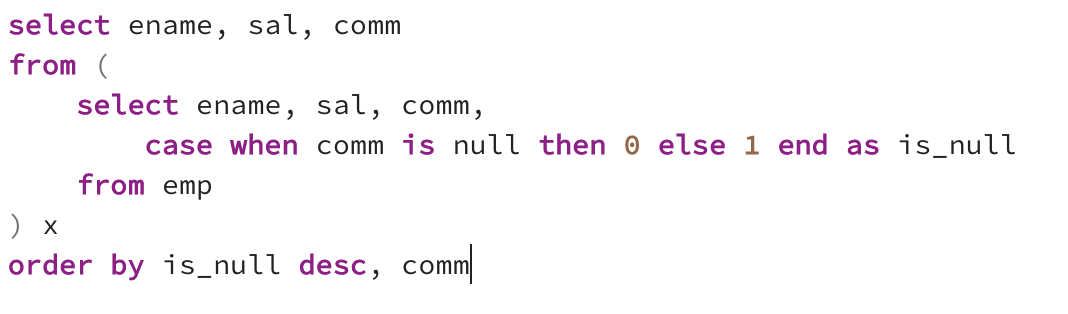 select ename, sal, comm
from (
    select ename, sal, comm,
        case when comm is null then 0 else 1 end as is_null
    from emp
) x
order by is_null desc, comm